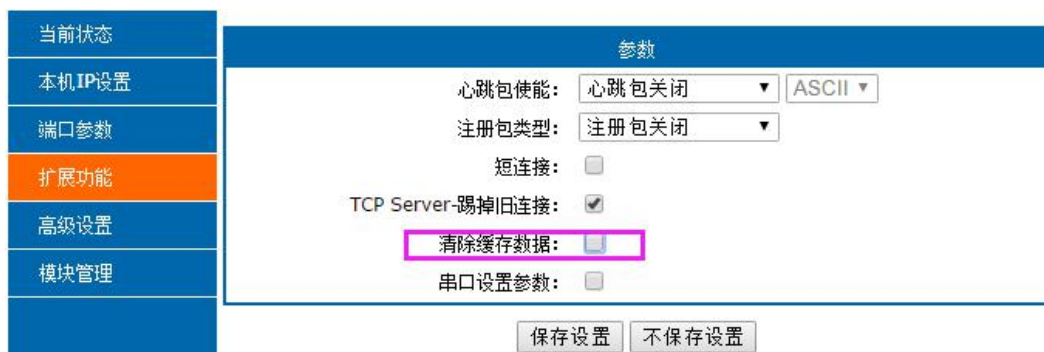 当前状态
本机IP设置
端口参数
扩展功能
高级设置
模块管理
参数
心跳包使能： 心跳包关闭 ASCII
注册包类型： 注册包关闭
短连接：
TCP Server-踢掉旧连接：
清除缓存数据：
串口设置参数：
保存设置 不保存设置